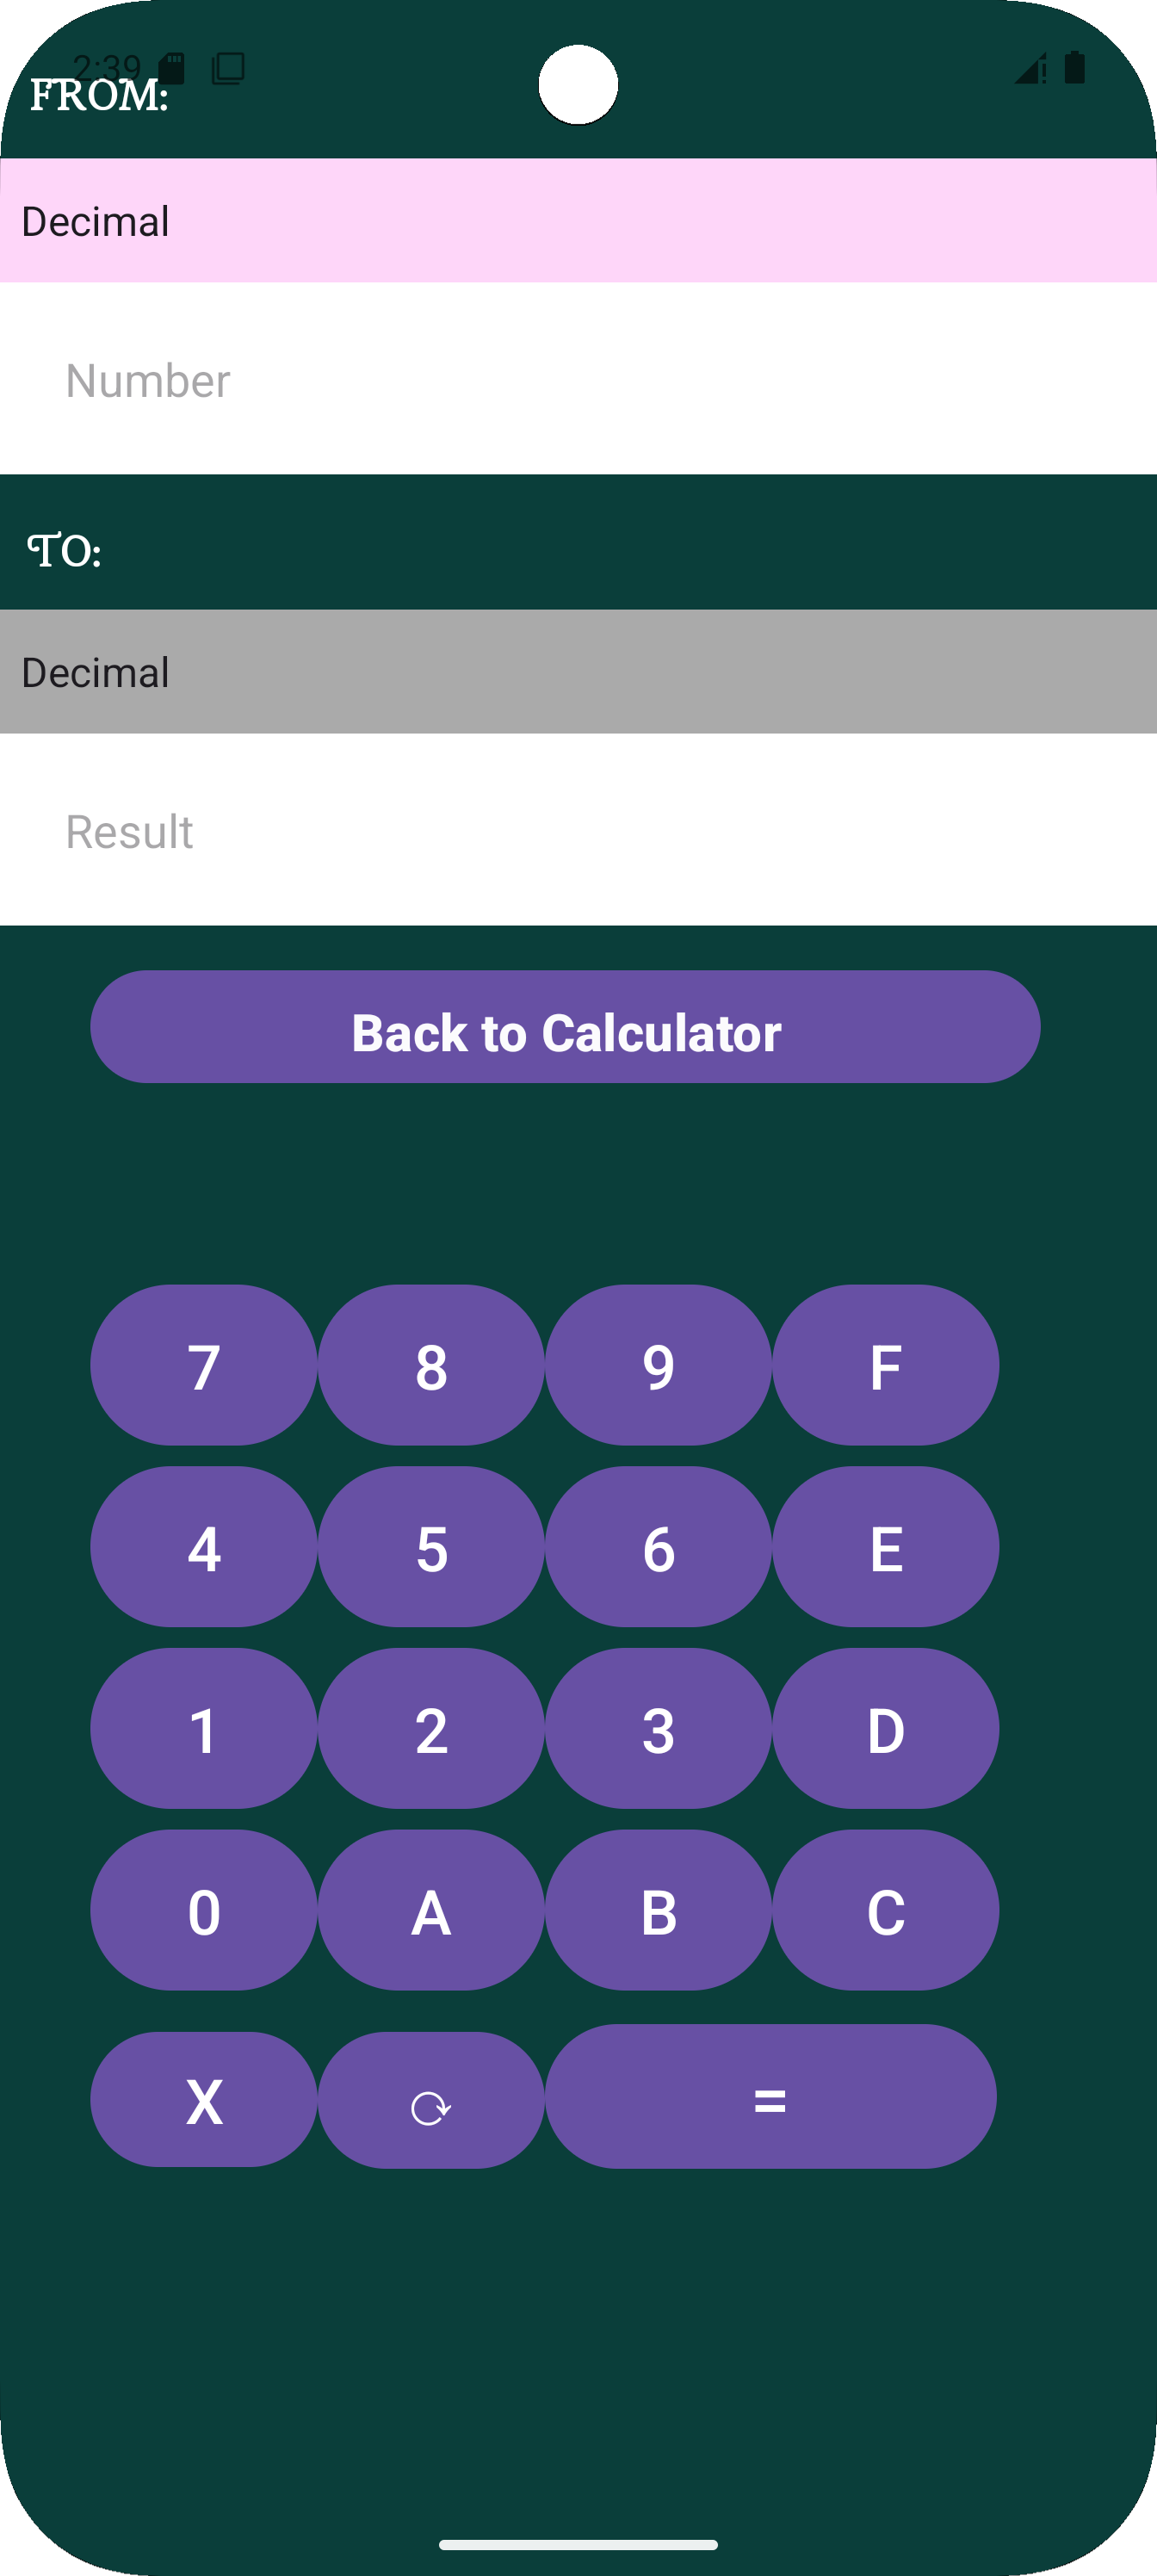 2:39
FROM:
Decimal
Number
TO:
Decimal
Result
Back to Calculator
7 8 9 F
4 5 6 E
1 2 3 D
0 A B C
X ⟳ =